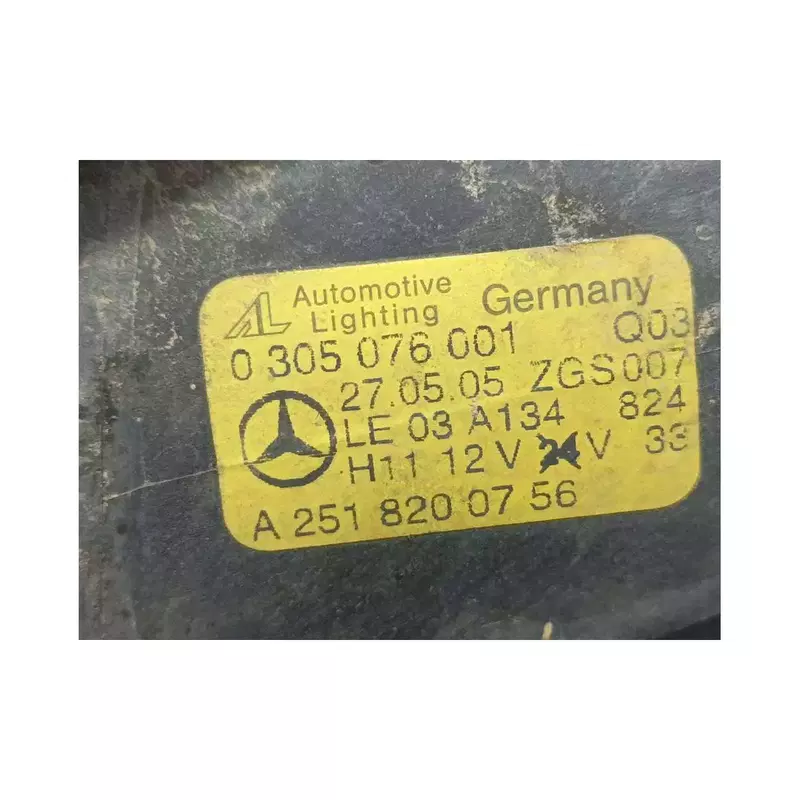 AL Automotive Lighting Germany
0 305 076 001 Q03
27.05.05 ZGS007
LE 03 A134 824
H11 12 V 24 V 33
A 251 820 07 56